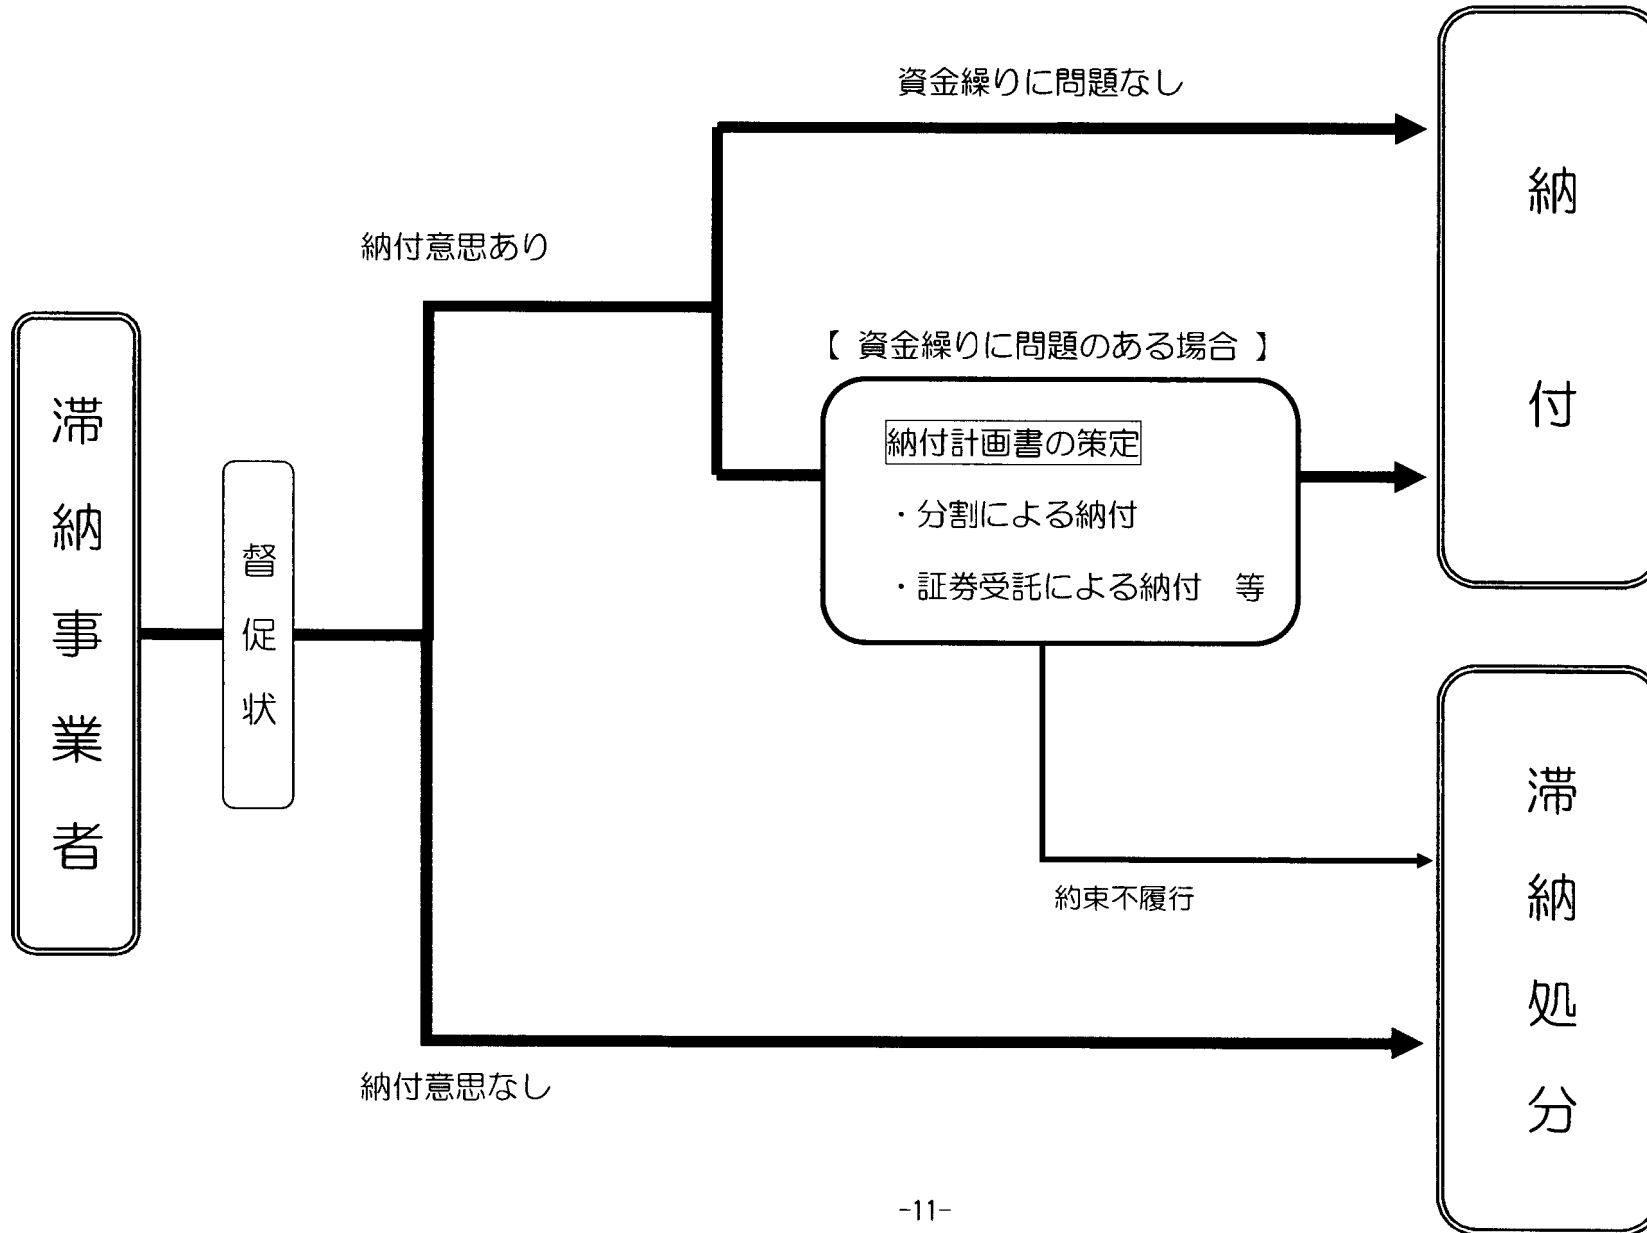 滞納事業者
督促状
納付意思あり
資金繰りに問題なし
【 資金繰りに問題のある場合 】
納付計画書の策定
・分割による納付
・証券受託による納付　等
約束不履行
納付意思なし
納付
滞納処分
-11-